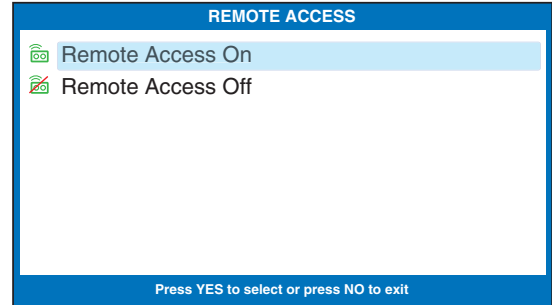 REMOTE ACCESS
Remote Access On
Remote Access Off
Press YES to select or press NO to exit